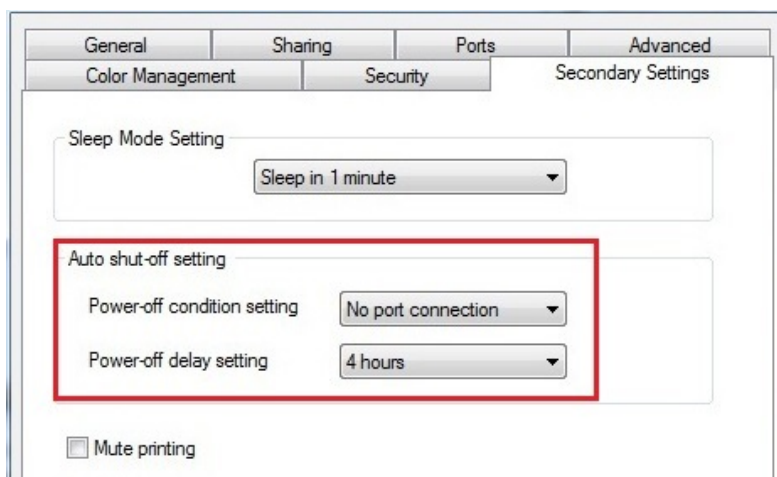 General Sharing Ports Advanced
Color Management Security Secondary Settings
Sleep Mode Setting
Sleep in 1 minute
Auto shut-off setting
Power-off condition setting No port connection
Power-off delay setting 4 hours
Mute printing